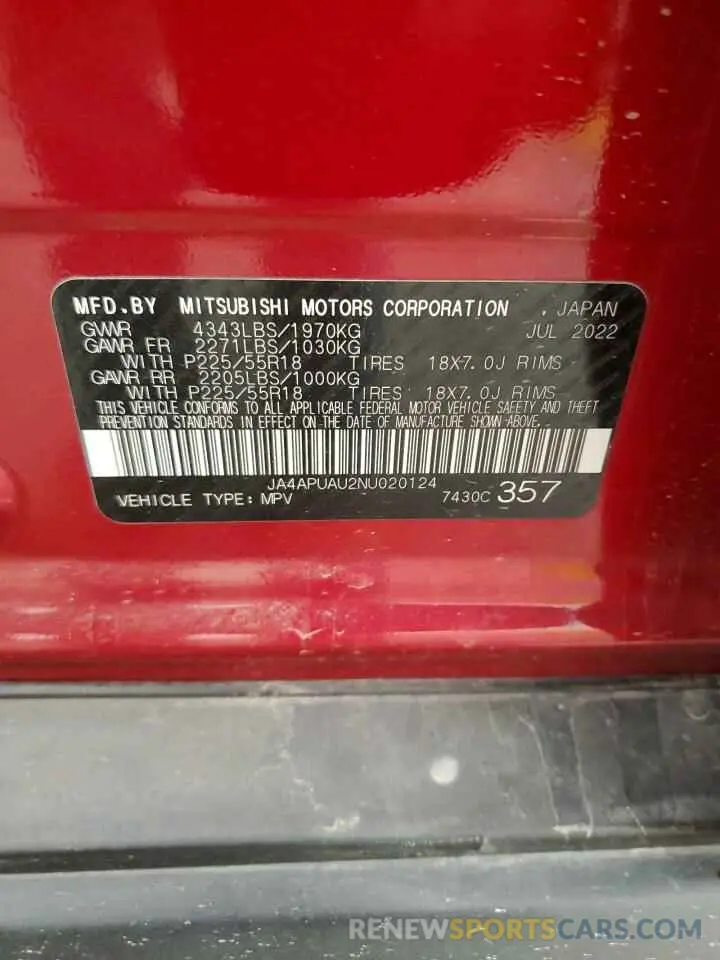 MFD.BY MITSUBISHI MOTORS CORPORATION , JAPAN
GVWR 4343LBS/1970KG JUL 2022
GAWR FR 2271LBS/1030KG
WITH P225/55R18 TIRES 18X7.0J RIMS
GAWR RR 2205LBS/1000KG
WITH P225/55R18 TIRES 18X7.0J RIMS
THIS VEHICLE CONFORMS TO ALL APPLICABLE FEDERAL MOTOR VEHICLE SAFETY AND THEFT
PREVENTION STANDARDS IN EFFECT ON THE DATE OF MANUFACTURE SHOWN ABOVE.
JA4APUAU2NU020124
VEHICLE TYPE: MPV 7430C 357
RENEWSPORTSCARS.COM